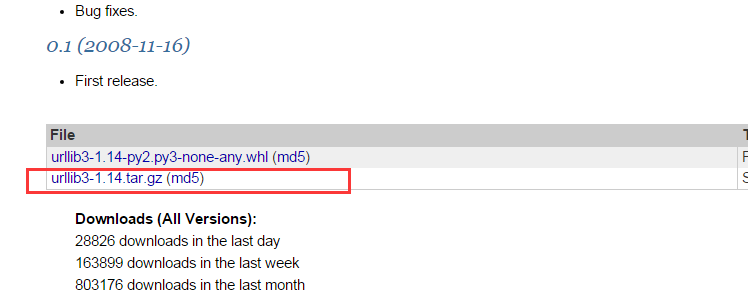 Bug fixes.
0.1 (2008-11-16)
First release.
File T
urllib3-1.14-py2.py3-none-any.whl (md5)
urllib3-1.14.tar.gz (md5)
Downloads (All Versions):
28826 downloads in the last day
163899 downloads in the last week
803176 downloads in the last month